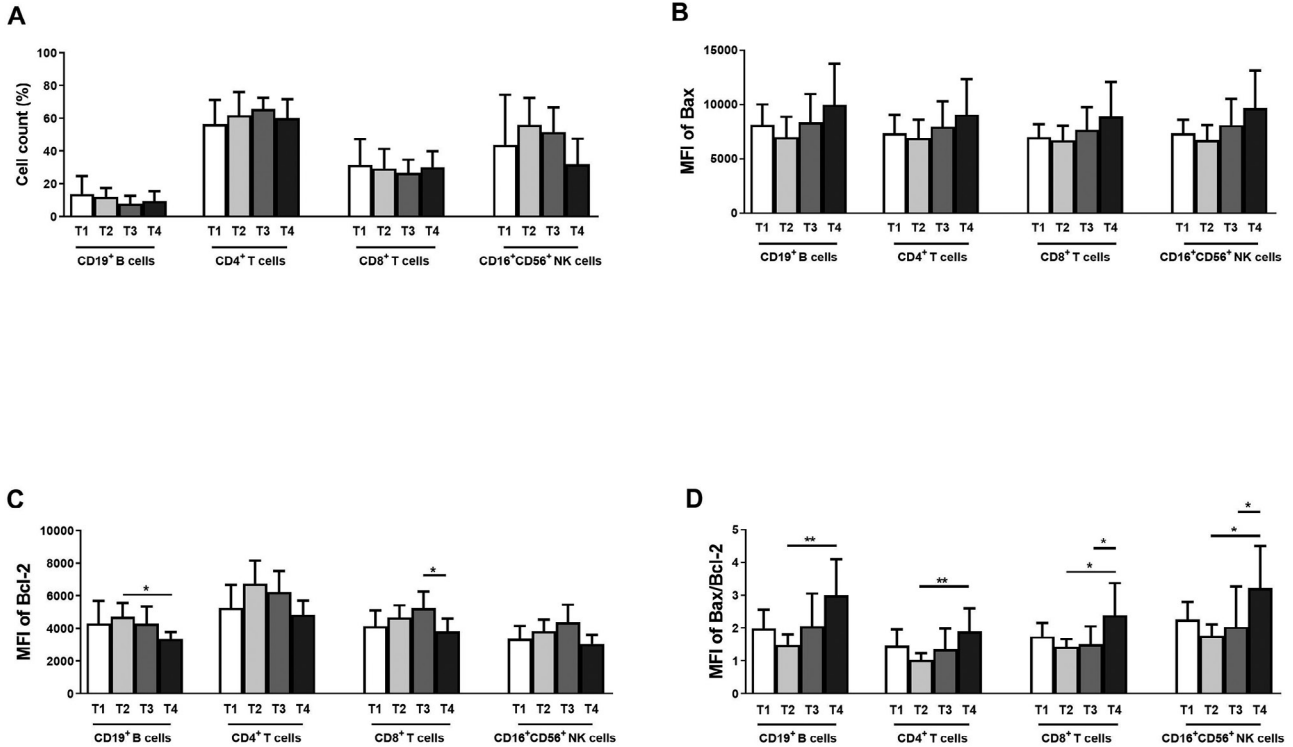 A
Cell count (%)
100
80
60
40
20
0
T1 T2 T3 T4 T1 T2 T3 T4 T1 T2 T3 T4 T1 T2 T3 T4
CD19+ B cells CD4+ T cells CD8+ T cells CD16+CD56+ NK cells
B
MFI of Bax
15000
10000
5000
0
T1 T2 T3 T4 T1 T2 T3 T4 T1 T2 T3 T4 T1 T2 T3 T4
CD19+ B cells CD4+ T cells CD8+ T cells CD16+CD56+ NK cells
C
MFI of Bcl-2
10000
8000
6000
4000
2000
0
* *
T1 T2 T3 T4 T1 T2 T3 T4 T1 T2 T3 T4 T1 T2 T3 T4
CD19+ B cells CD4+ T cells CD8+ T cells CD16+CD56+ NK cells
D
MFI of Bax/Bcl-2
5
4
3
2
1
0
** ** * * * *
T1 T2 T3 T4 T1 T2 T3 T4 T1 T2 T3 T4 T1 T2 T3 T4
CD19+ B cells CD4+ T cells CD8+ T cells CD16+CD56+ NK cells